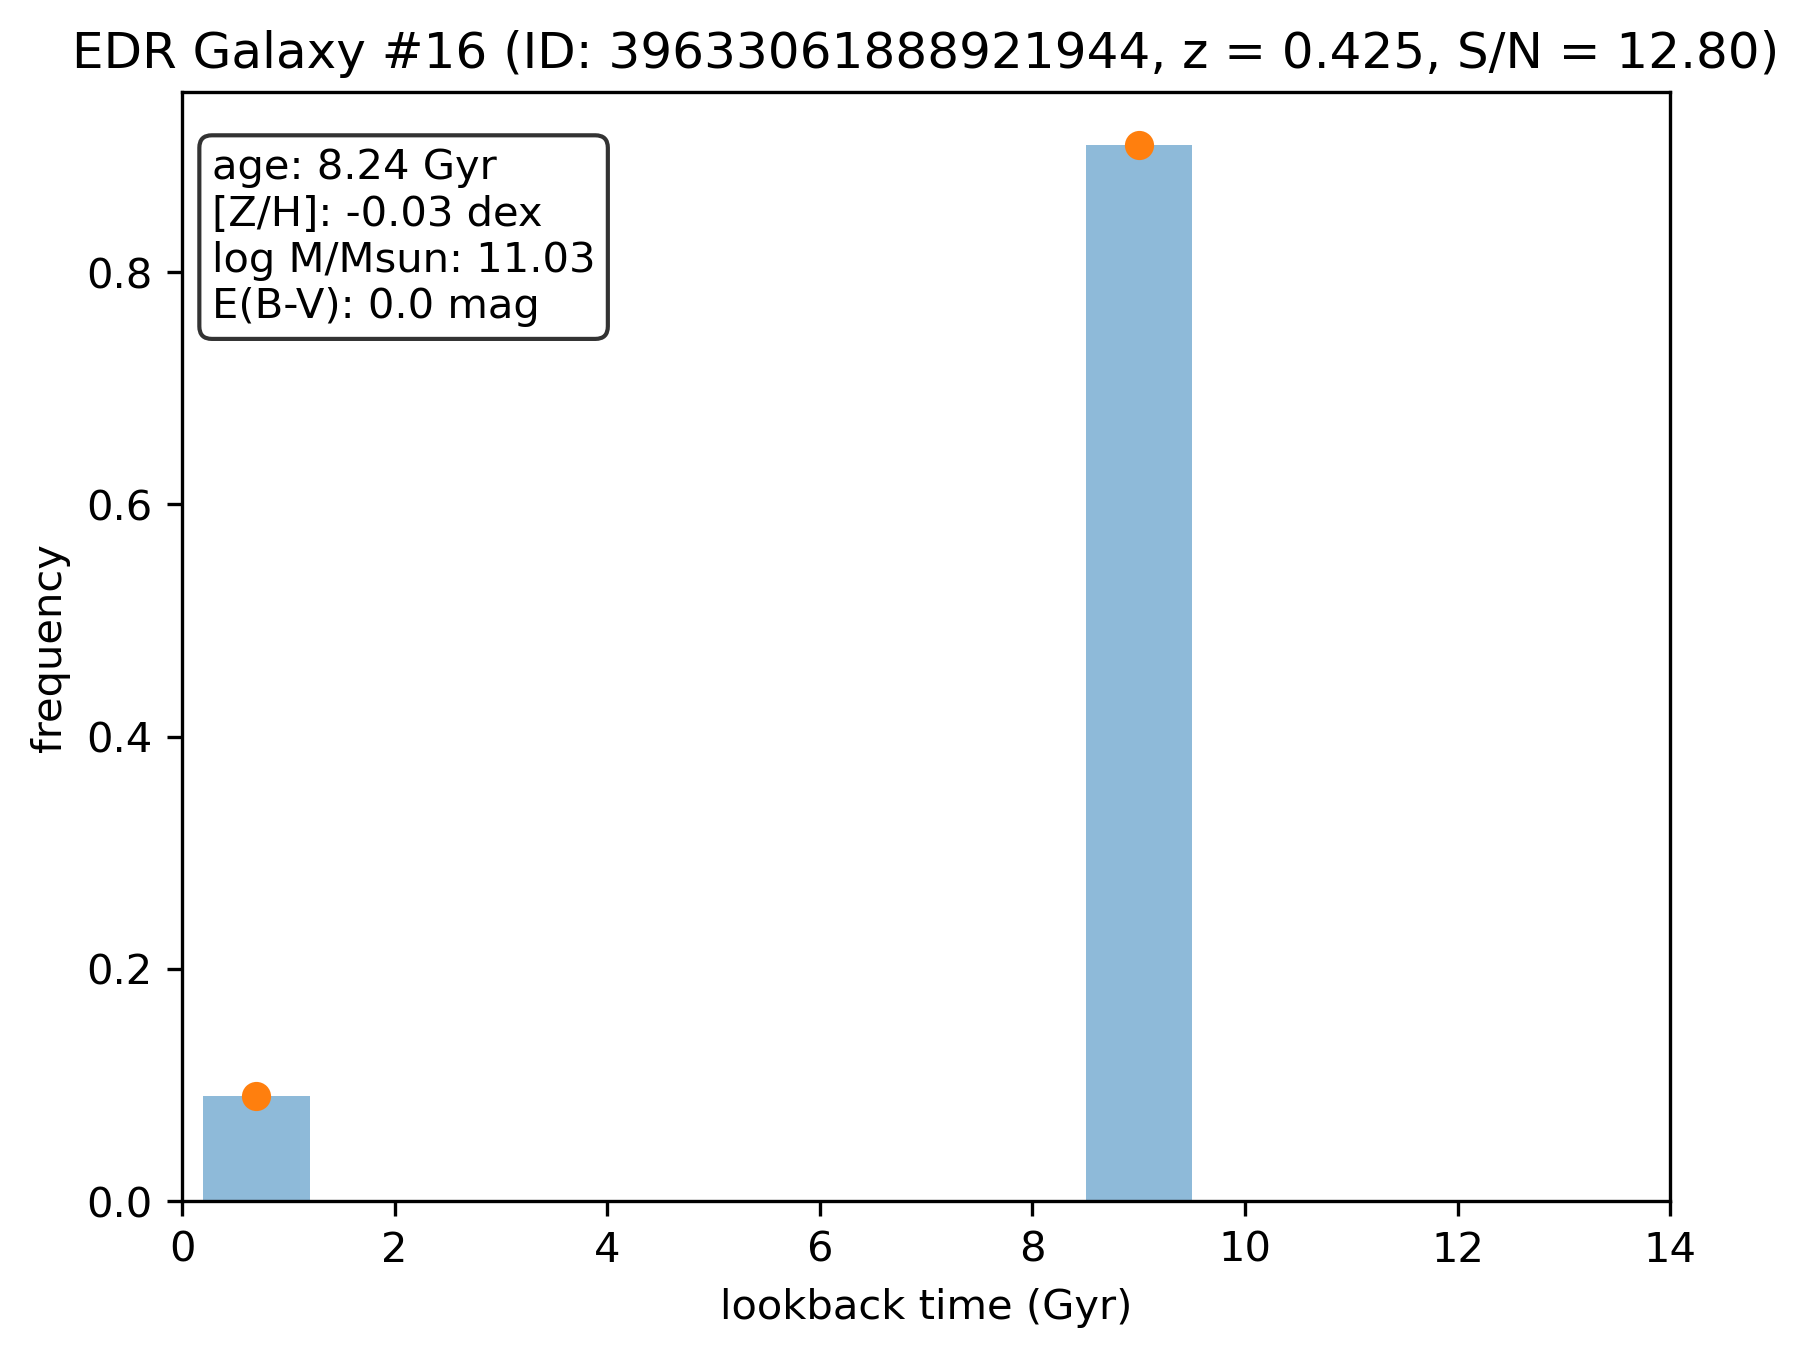 EDR Galaxy #16 (ID: 39633061888921944, z = 0.425, S/N = 12.80)
age: 8.24 Gyr
[Z/H]: -0.03 dex
log M/Msun: 11.03
E(B-V): 0.0 mag
0.8
0.6
0.4
0.2
0.0
frequency
0 2 4 6 8 10 12 14
lookback time (Gyr)